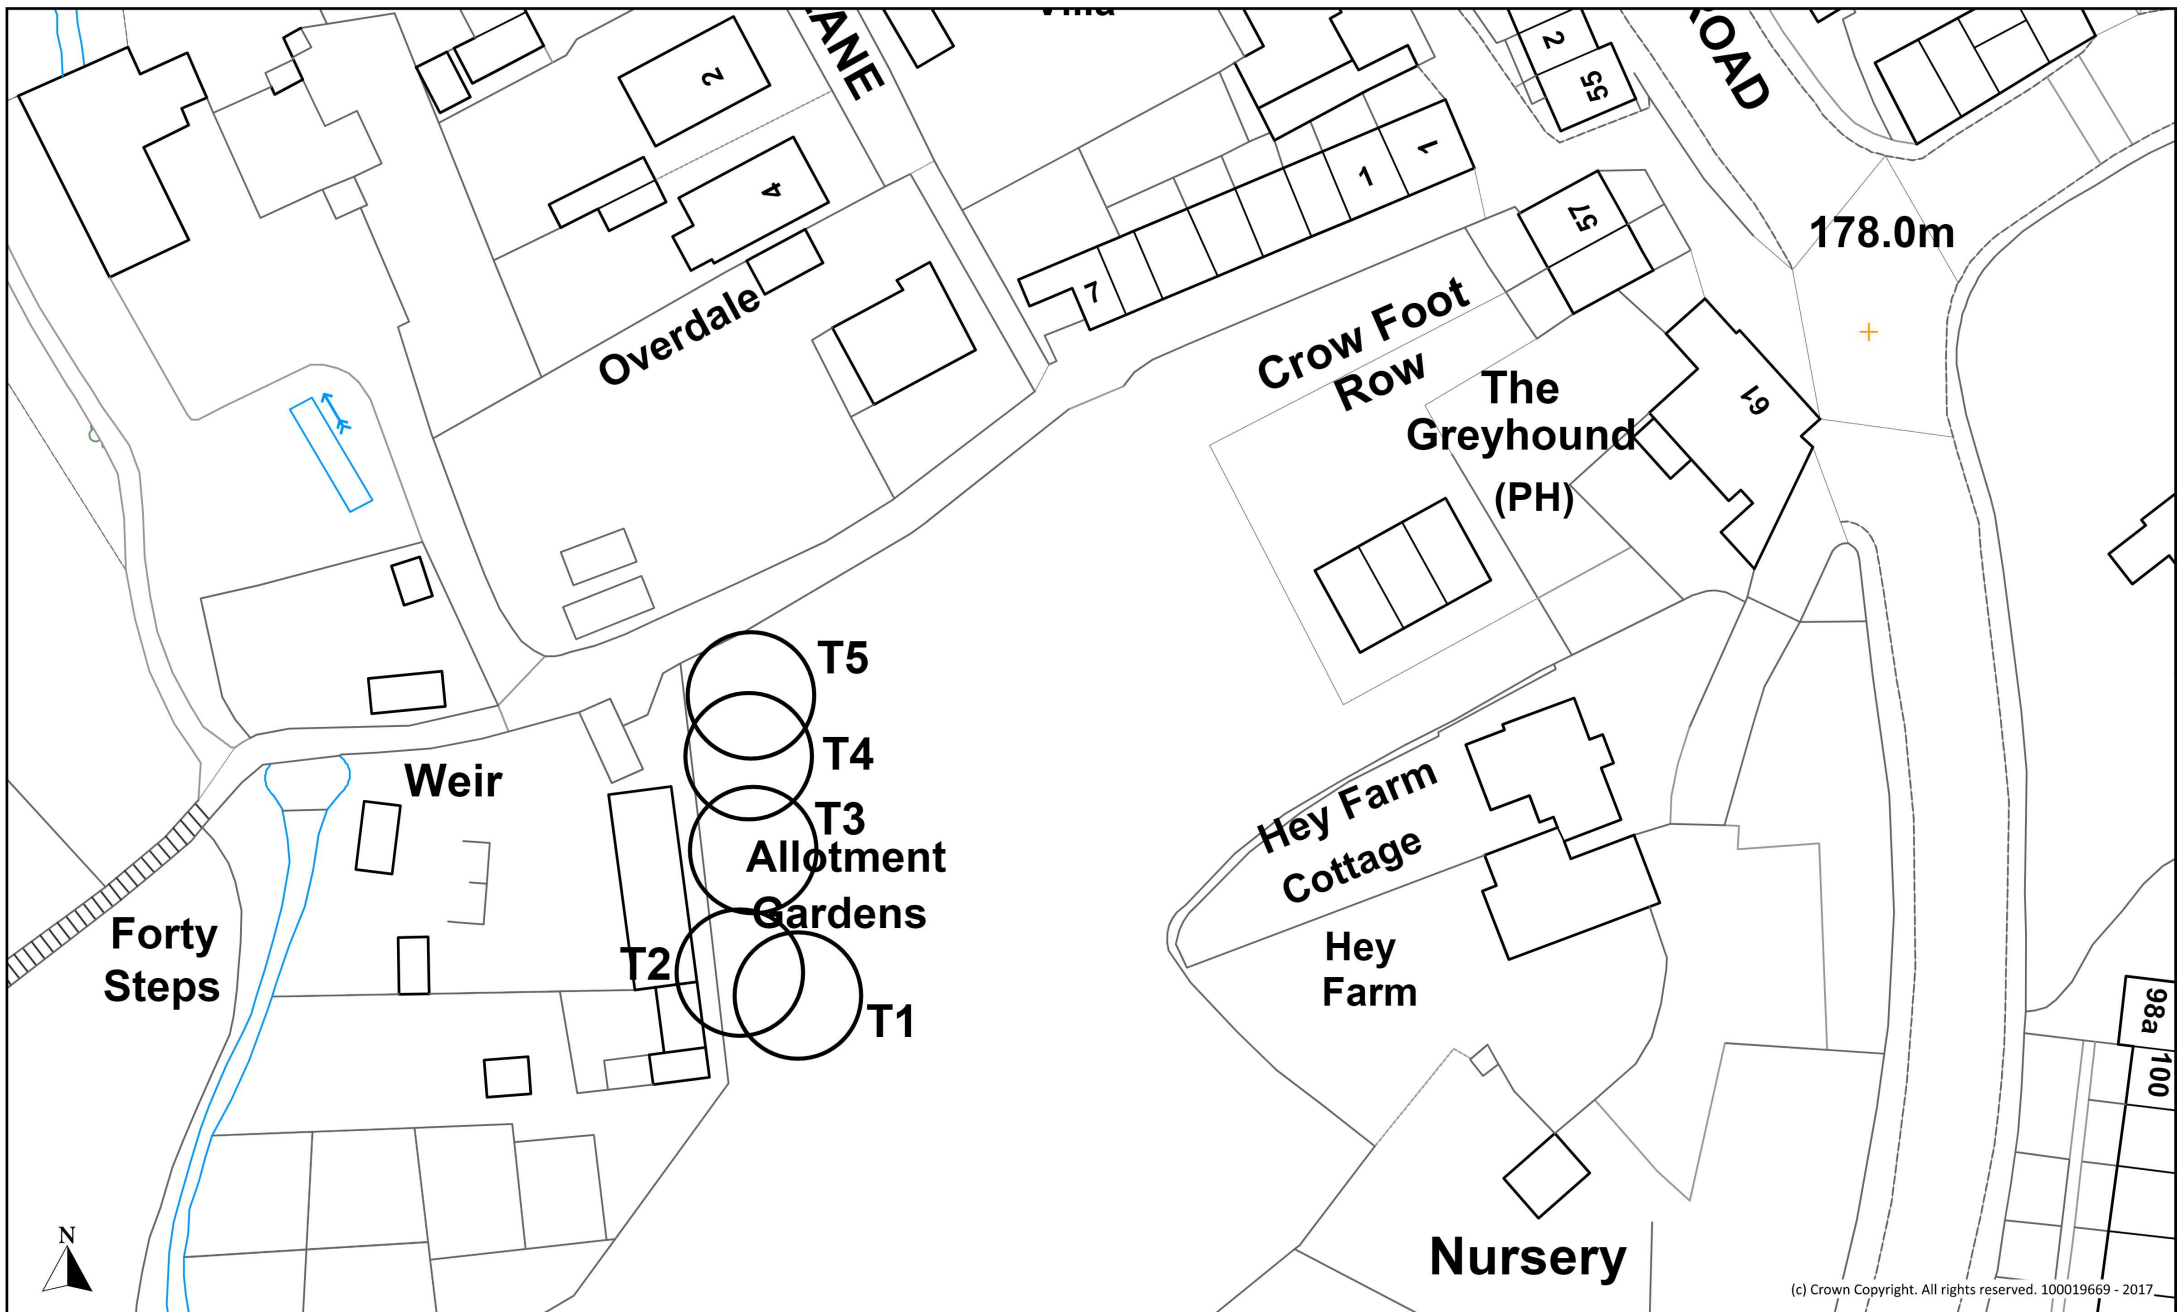 LANE
2
2
55
ROAD
4
1
1
57
178.0m
7
Overdale
Crow Foot
Row
The
Greyhound
(PH)
61
T5
T4
Weir
T3
Allotment
Gardens
Hey Farm
Cottage
Forty
Steps
T2
T1
Hey
Farm
98a
100
N
Nursery
(c) Crown Copyright. All rights reserved. 100019669 - 2017